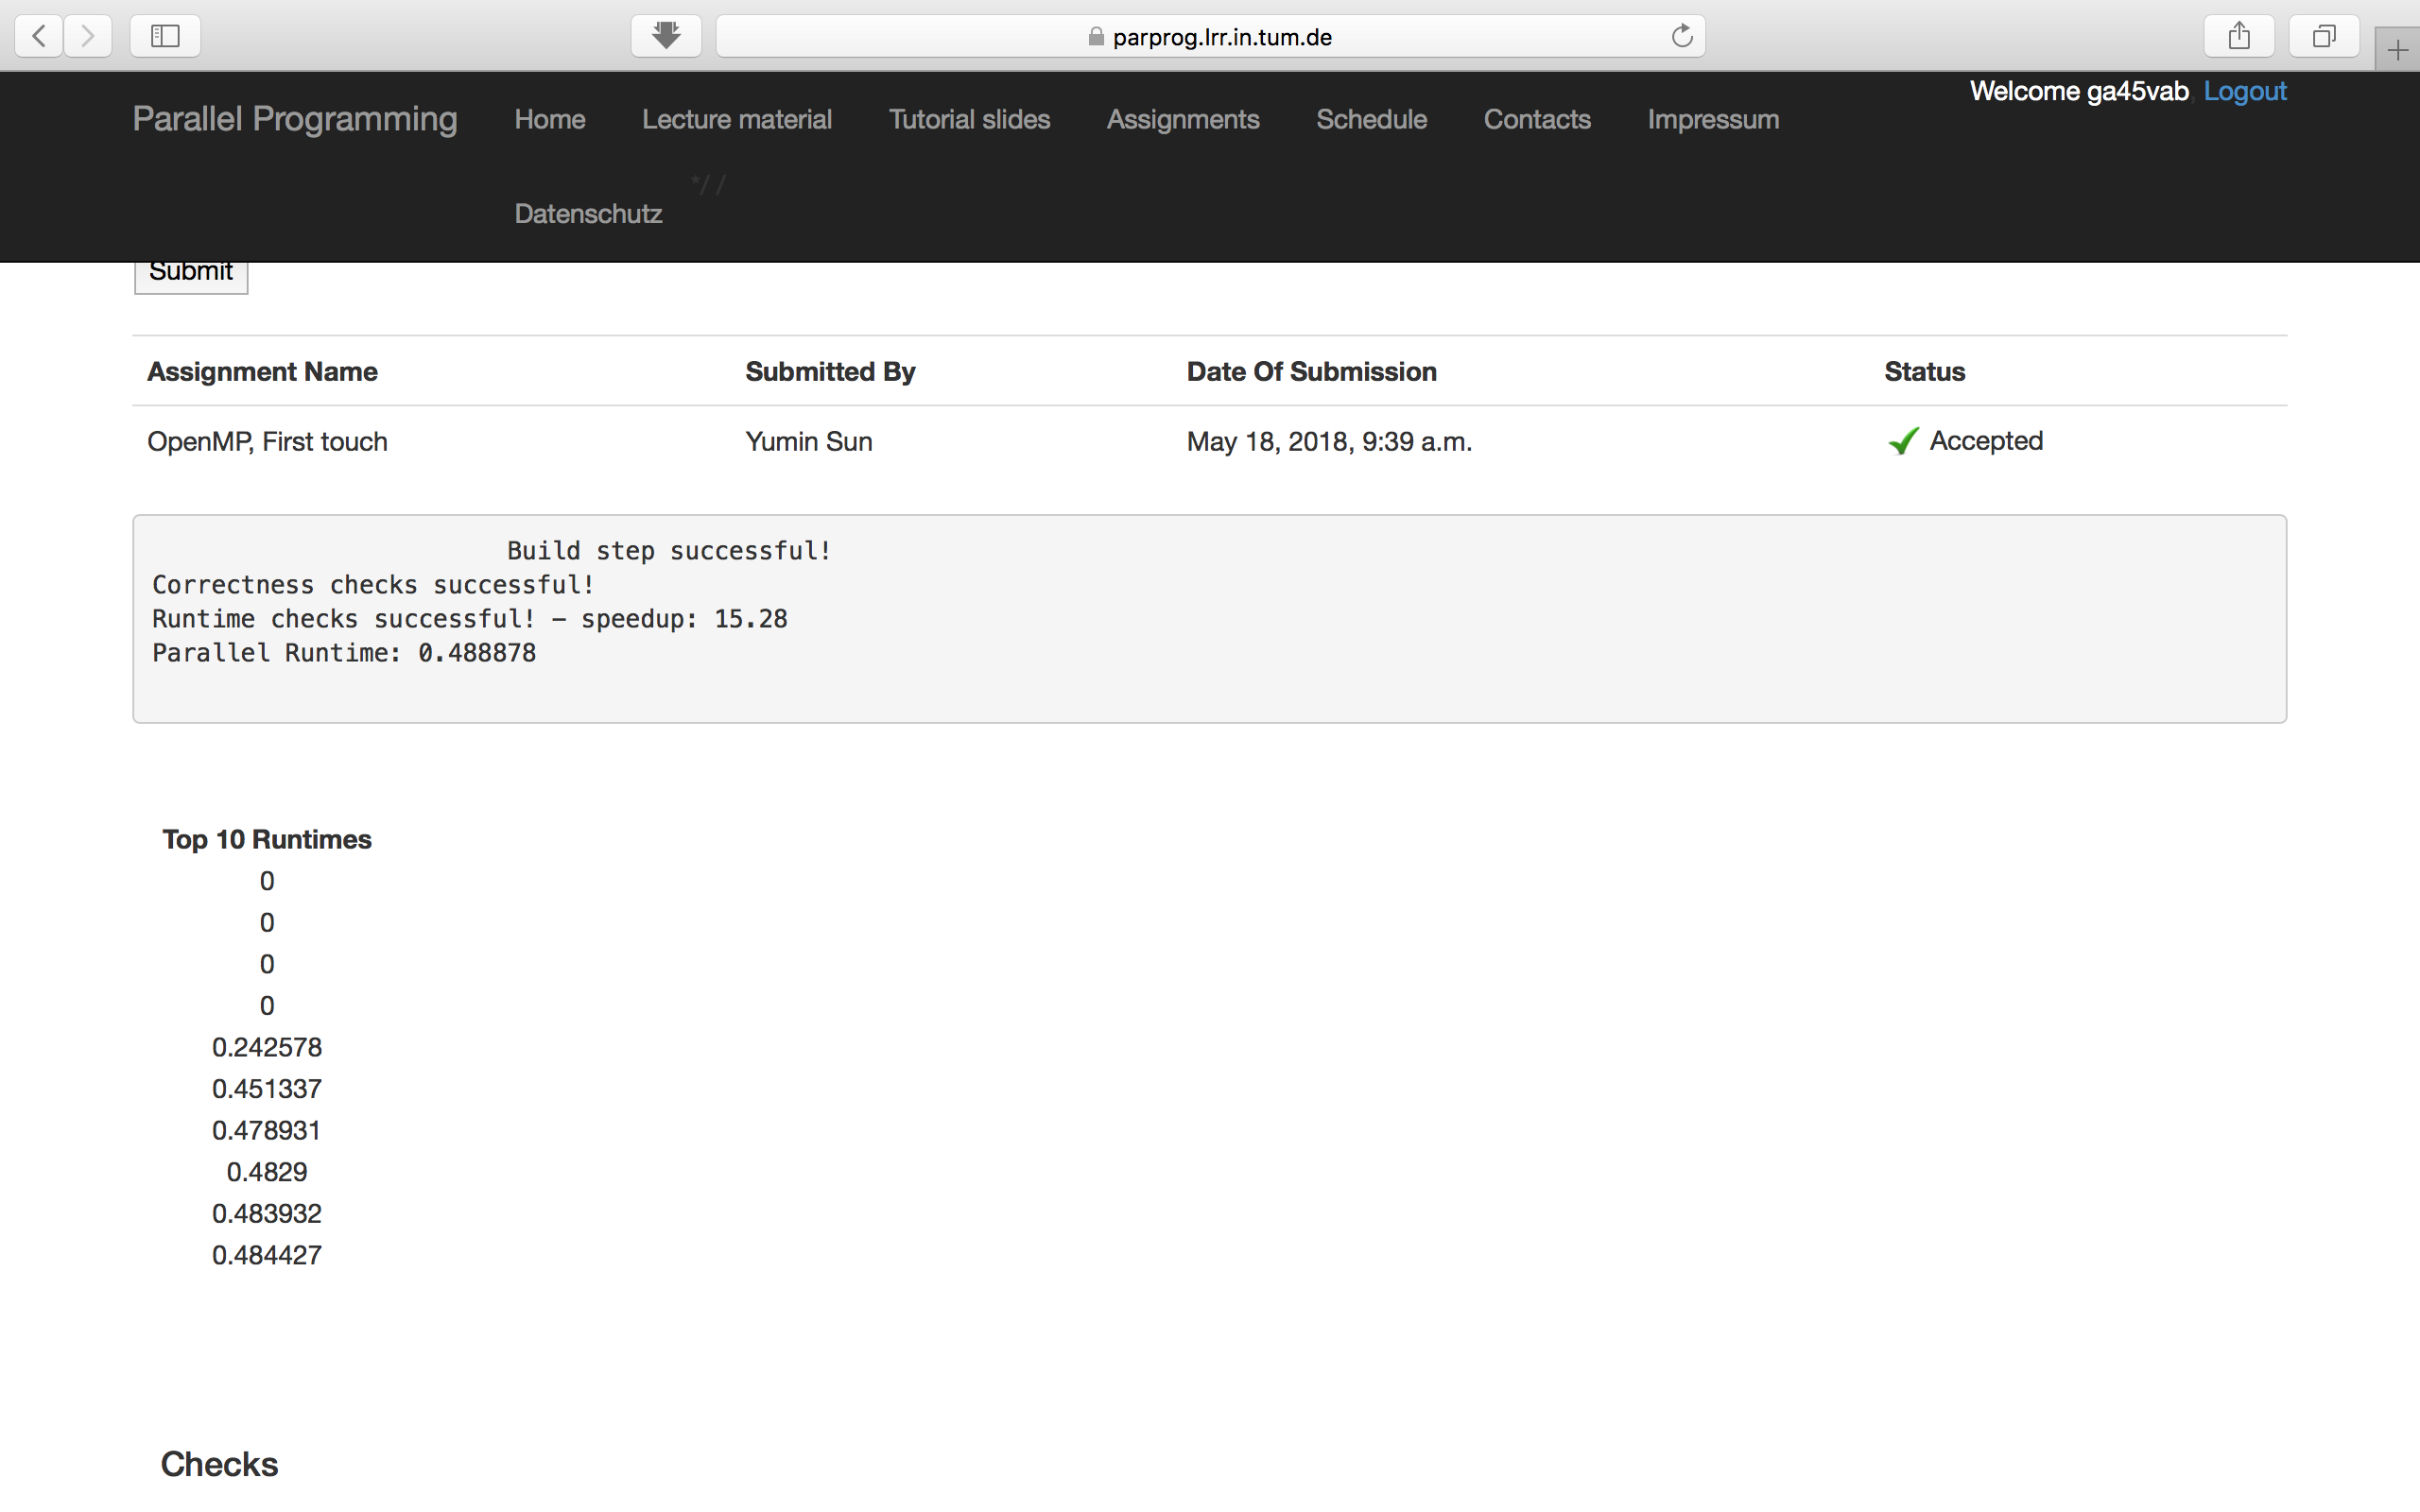 parprog.lrr.in.tum.de
Welcome ga45vab, Logout
Parallel Programming Home Lecture material Tutorial slides Assignments Schedule Contacts Impressum
*/ /
Datenschutz
Submit
Assignment Name Submitted By Date Of Submission Status
OpenMP, First touch Yumin Sun May 18, 2018, 9:39 a.m. Accepted
Build step successful!
Correctness checks successful!
Runtime checks successful! – speedup: 15.28
Parallel Runtime: 0.488878
Top 10 Runtimes
0
0
0
0
0.242578
0.451337
0.478931
0.4829
0.483932
0.484427
Checks